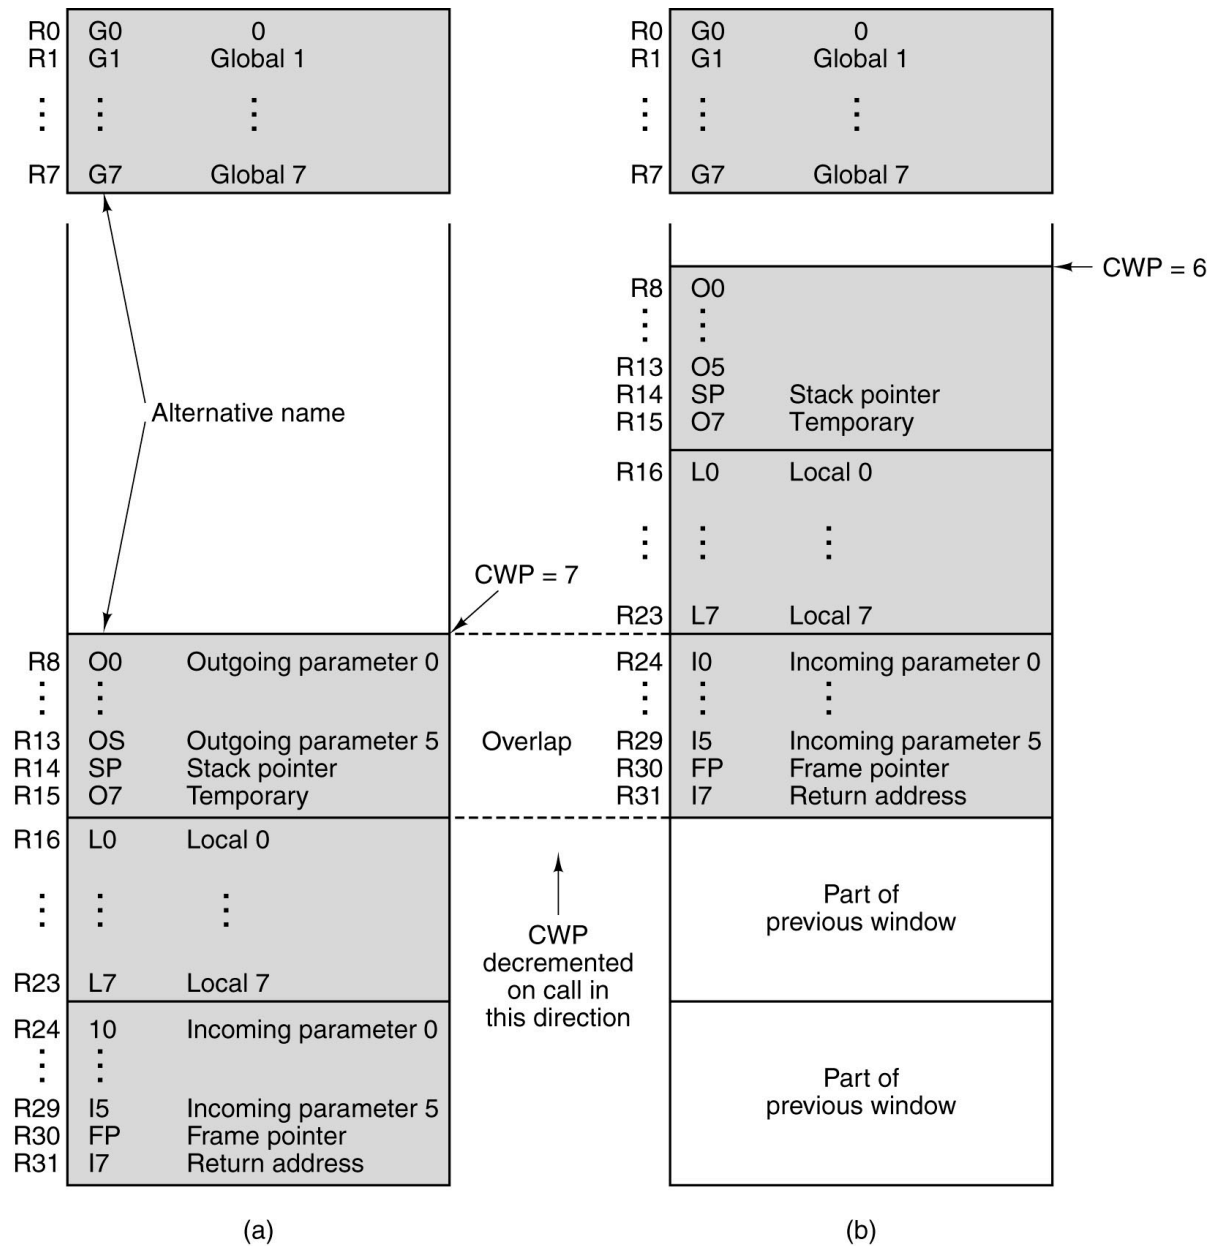 R0 G0 0
R1 G1 Global 1
R7 G7 Global 7
Alternative name
CWP = 7
R8 O0 Outgoing parameter 0
R13 OS Outgoing parameter 5
R14 SP Stack pointer
R15 O7 Temporary
R16 L0 Local 0
R23 L7 Local 7
R24 10 Incoming parameter 0
R29 I5 Incoming parameter 5
R30 FP Frame pointer
R31 I7 Return address
(a)
Overlap
CWP
decremented
on call in
this direction
R0 G0 0
R1 G1 Global 1
R7 G7 Global 7
CWP = 6
R8 O0
R13 O5
R14 SP Stack pointer
R15 O7 Temporary
R16 L0 Local 0
R23 L7 Local 7
R24 I0 Incoming parameter 0
R29 I5 Incoming parameter 5
R30 FP Frame pointer
R31 I7 Return address
Part of
previous window
Part of
previous window
(b)